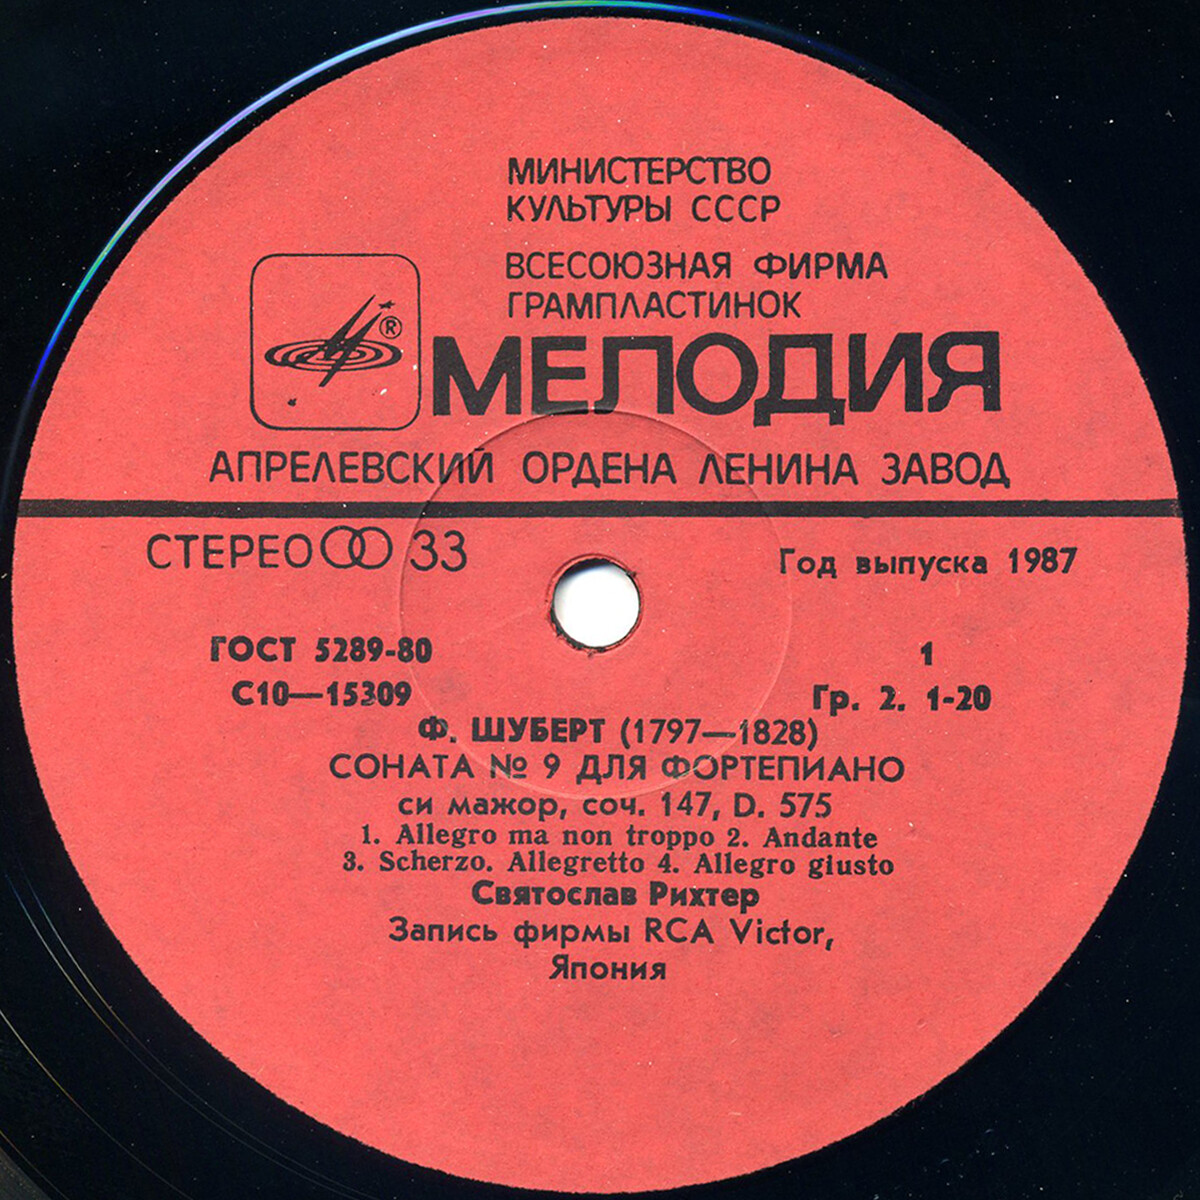 МИНИСТЕРСТВО
КУЛЬТУРЫ СССР
ВСЕСОЮЗНАЯ ФИРМА
ГРАМПЛАСТИНОК
®
МЕЛОДИЯ
АПРЕЛЕВСКИЙ ОРДЕНА ЛЕНИНА ЗАВОД
СТЕРЕО 33
Год выпуска 1987
ГОСТ 5289-80
1
С10—15309
Гр. 2. 1-20
Ф. ШУБЕРТ (1797—1828)
СОНАТА № 9 ДЛЯ ФОРТЕПИАНО
си мажор, соч. 147, D. 575
1. Allegro ma non troppo 2. Andante
3. Scherzo. Allegretto 4. Allegro giusto
Святослав Рихтер
Запись фирмы RCA Victor,
Япония